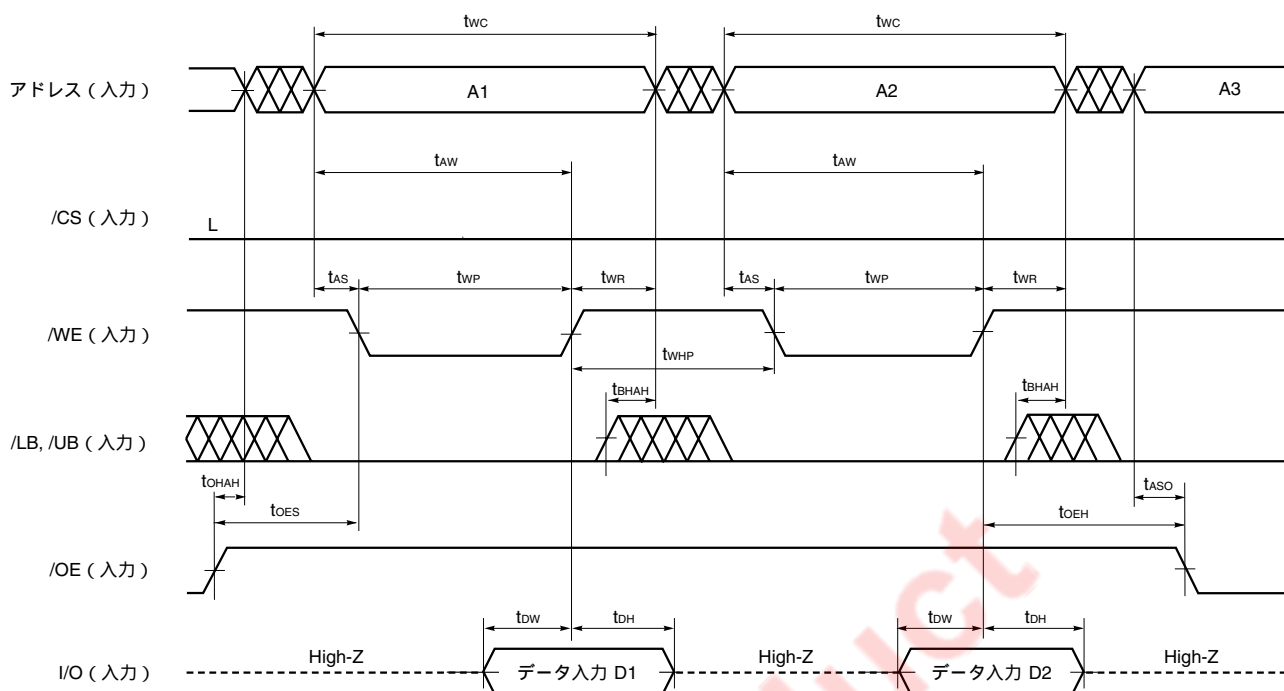 tWC tWC
アドレス（入力） A1 A2 A3
tAW tAW
/CS（入力） L
tAS tWP tWR tAS tWP tWR
/WE（入力）
tWHP
tBHAH tBHAH
/LB, /UB（入力）
tOHAH tASO
tOES tOEH
/OE（入力）
tDW tDH tDW tDH
I/O（入力） High-Z データ入力 D1 High-Z データ入力 D2 High-Z